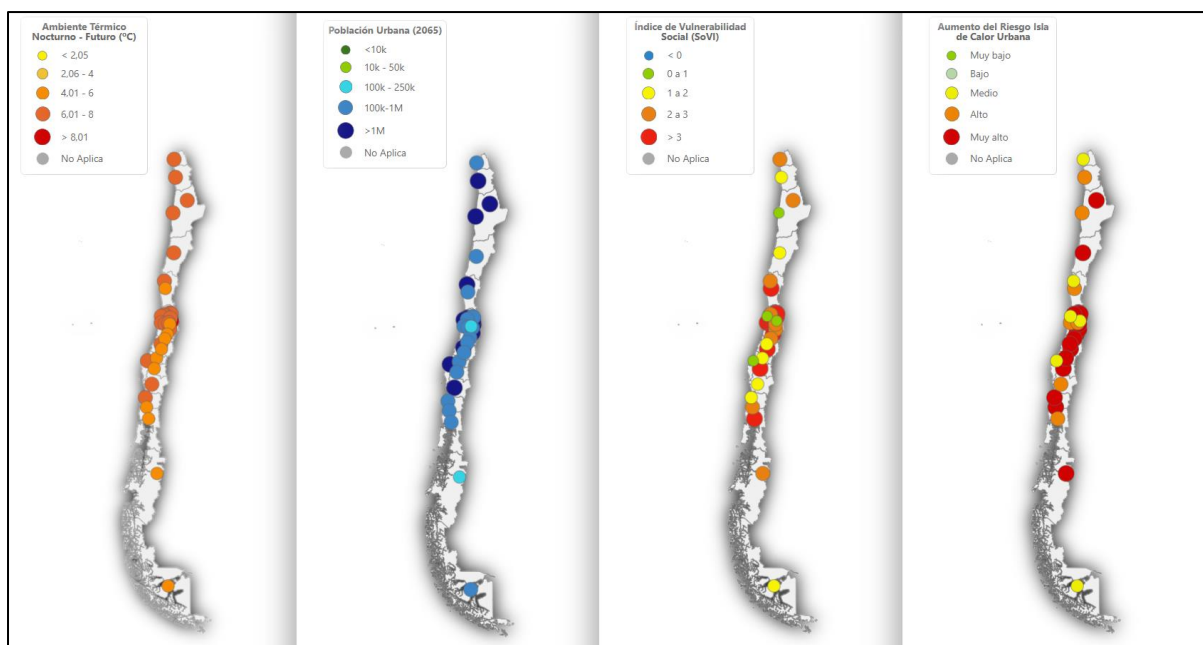 Ambiente Térmico
Nocturno - Futuro (ºC)
< 2,05
2,06 - 4
4,01 - 6
6,01 - 8
> 8,01
No Aplica
Población Urbana (2065)
<10k
10k - 50k
100k - 250k
100k-1M
>1M
No Aplica
Índice de Vulnerabilidad
Social (SoVI)
< 0
0 a 1
1 a 2
2 a 3
> 3
No Aplica
Aumento del Riesgo Isla
de Calor Urbana
Muy bajo
Bajo
Medio
Alto
Muy alto
No Aplica